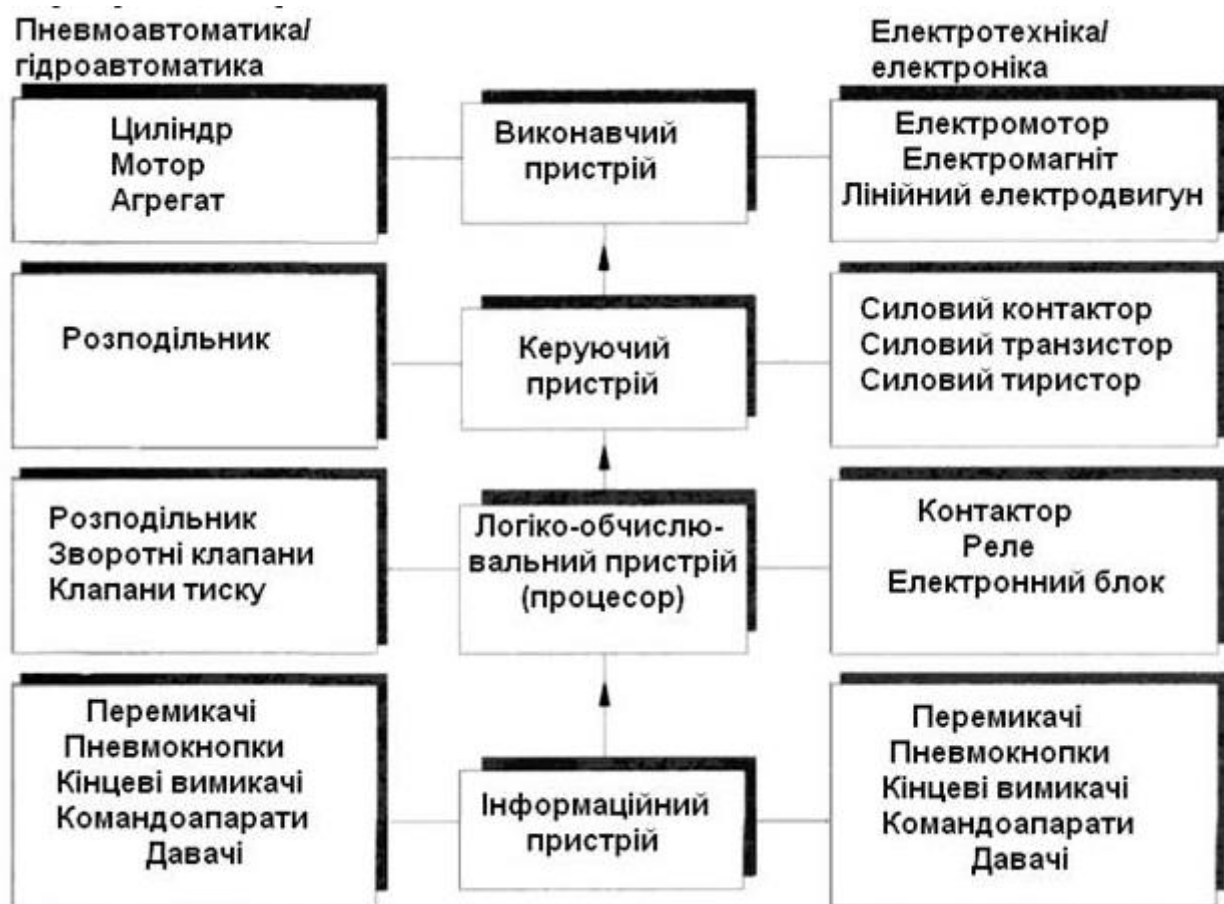 Пневмоавтоматика/
гідроавтоматика
Електротехніка/
електроніка
Циліндр
Мотор
Агрегат
Виконавчий
пристрій
Електромотор
Електромагніт
Лінійний електродвигун
Розподільник
Керуючий
пристрій
Силовий контактор
Силовий транзистор
Силовий тиристор
Розподільник
Зворотні клапани
Клапани тиску
Логіко-обчислю-
вальний пристрій
(процесор)
Контактор
Реле
Електронний блок
Перемикачі
Пневмокнопки
Кінцеві вимикачі
Командоапарати
Давачі
Інформаційний
пристрій
Перемикачі
Пневмокнопки
Кінцеві вимикачі
Командоапарати
Давачі